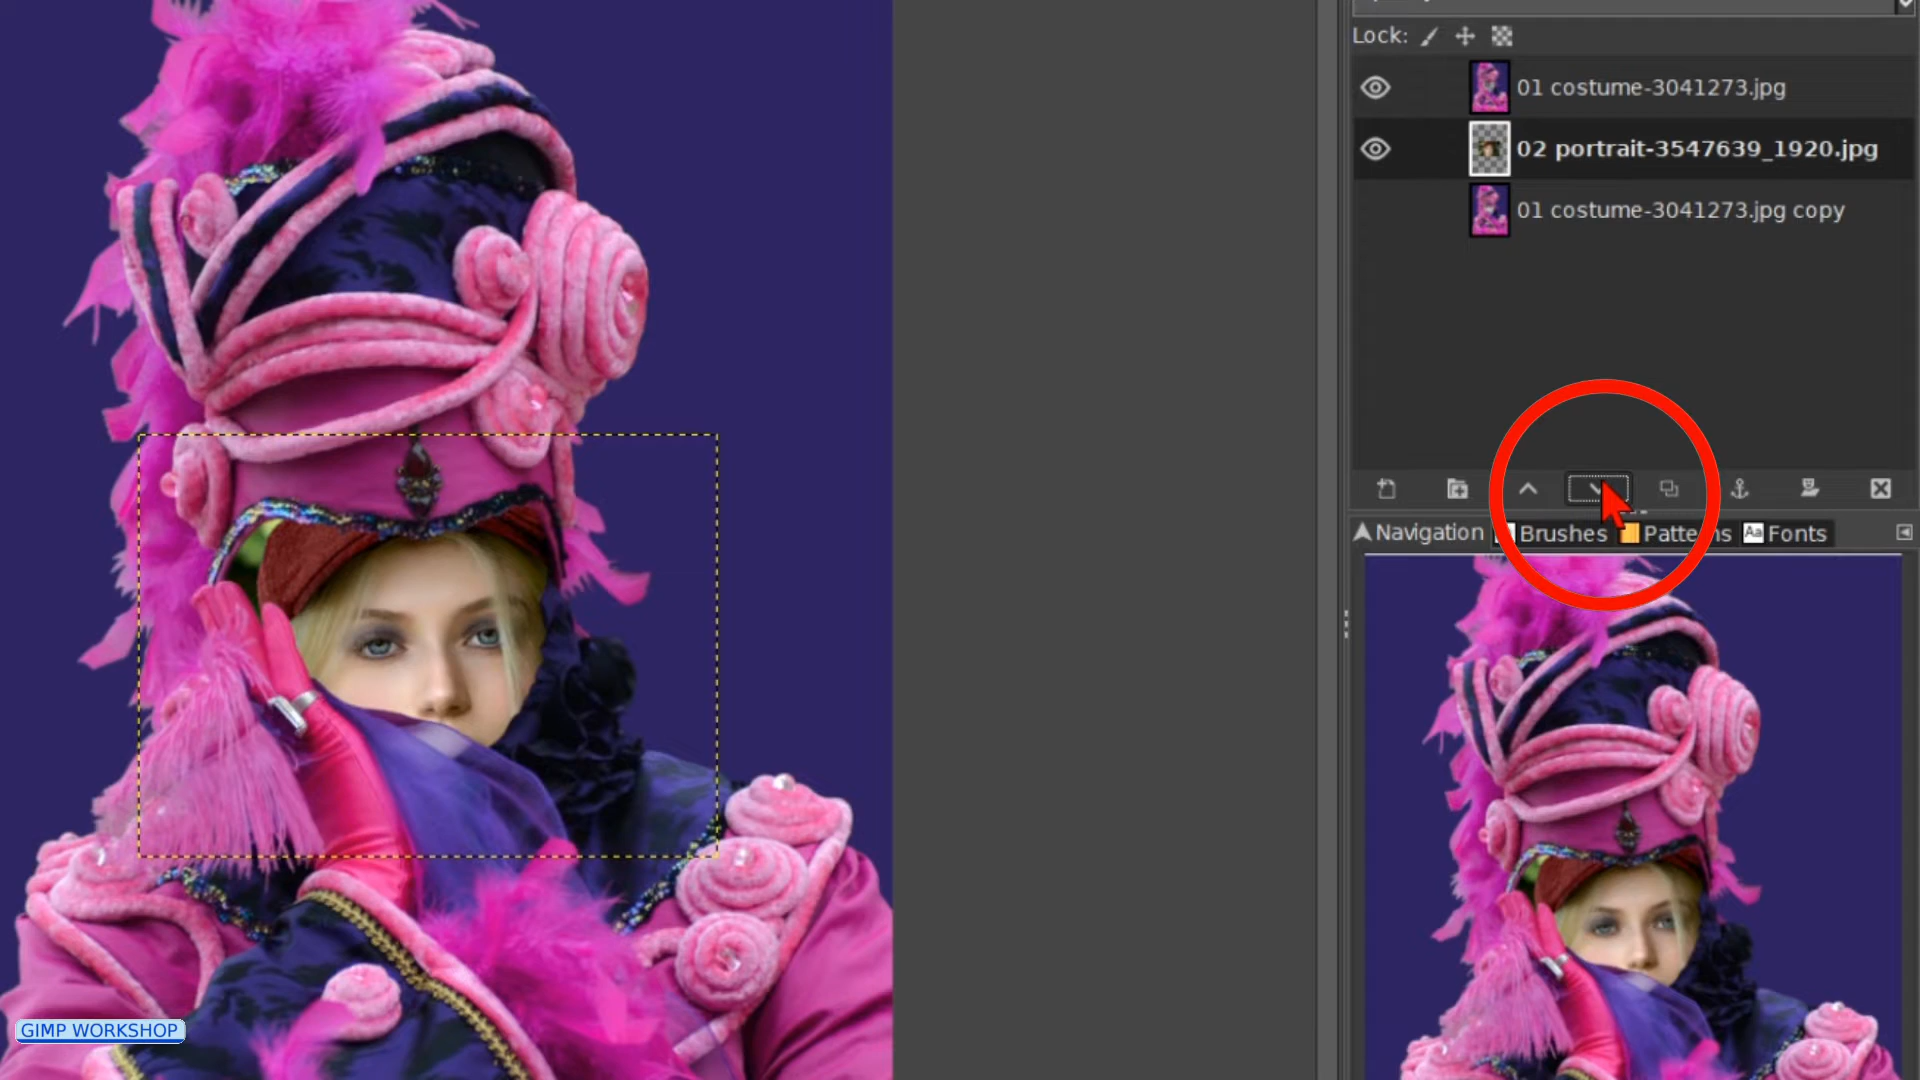 Lock:
01 costume-3041273.jpg
02 portrait-3547639_1920.jpg
01 costume-3041273.jpg copy
Navigation Brushes Aa Fonts
GIMP WORKSHOP